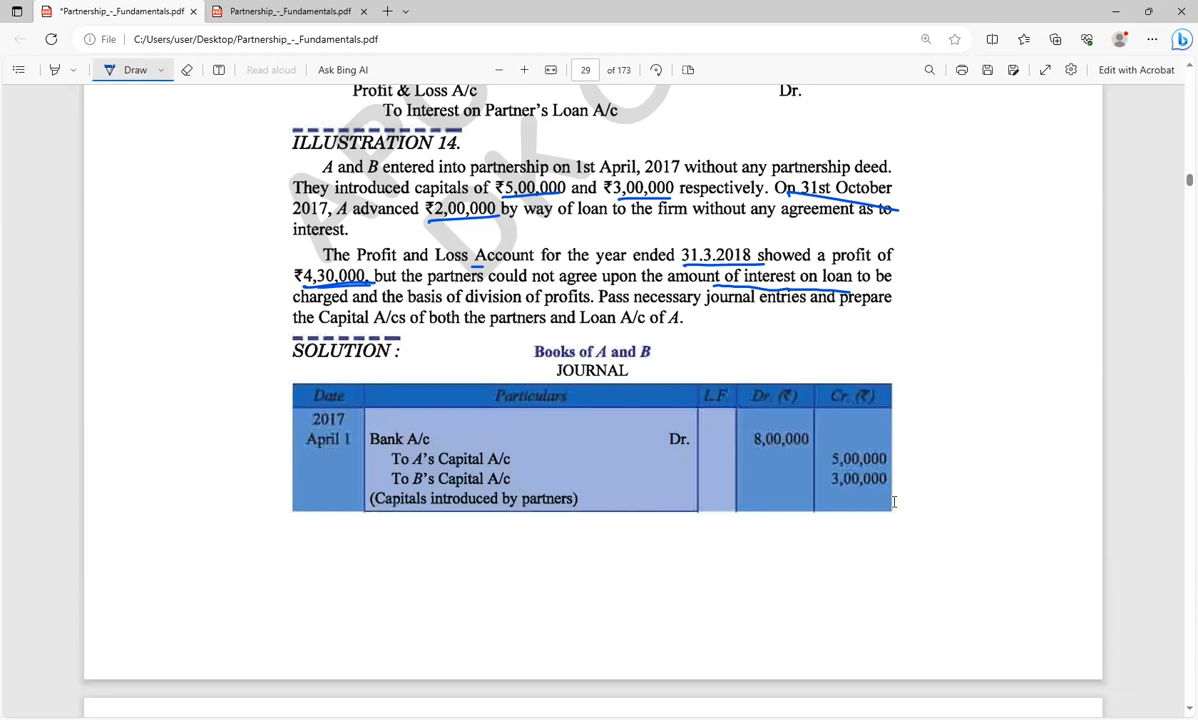 *Partnership_-_Fundamentals.pdf
Partnership_-_Fundamentals.pdf
File C:/Users/user/Desktop/Partnership_-_Fundamentals.pdf
Draw Read aloud Ask Bing AI 29 of 173 Edit with Acrobat
Profit & Loss A/c Dr.
To Interest on Partner's Loan A/c
ILLUSTRATION 14.
A and B entered into partnership on 1st April, 2017 without any partnership deed.
They introduced capitals of ₹5,00,000 and ₹3,00,000 respectively. On 31st October
2017, A advanced ₹2,00,000 by way of loan to the firm without any agreement as to
interest.
The Profit and Loss Account for the year ended 31.3.2018 showed a profit of
₹4,30,000, but the partners could not agree upon the amount of interest on loan to be
charged and the basis of division of profits. Pass necessary journal entries and prepare
the Capital A/cs of both the partners and Loan A/c of A.
SOLUTION :
Books of A and B
JOURNAL
Date Particulars L.F Dr. (₹) Cr. (₹)
2017
April 1 Bank A/c Dr. 8,00,000
To A's Capital A/c 5,00,000
To B's Capital A/c 3,00,000
(Capitals introduced by partners)